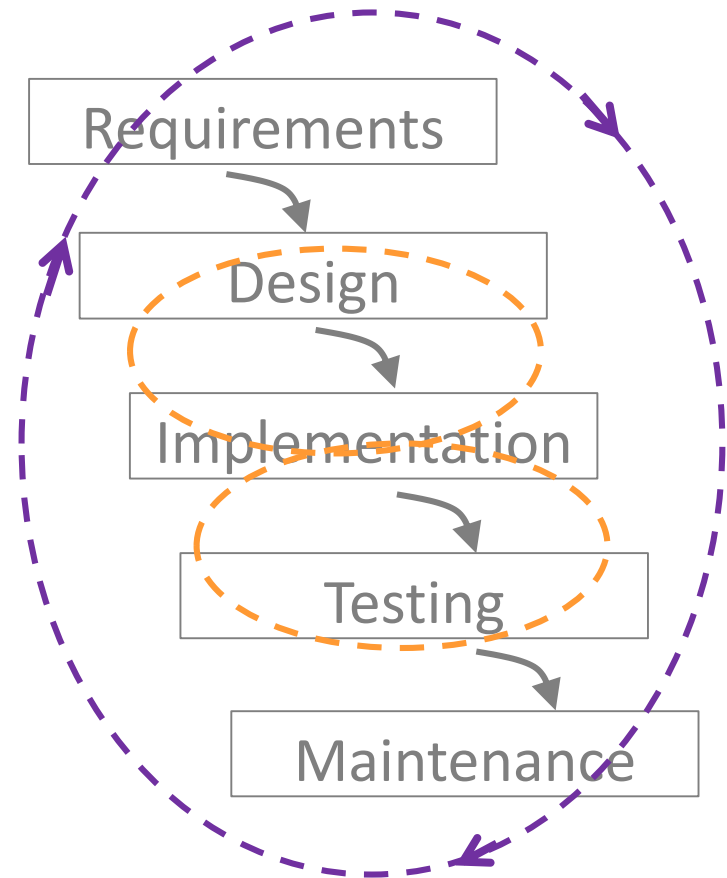 Requirements
Design
Implementation
Testing
Maintenance